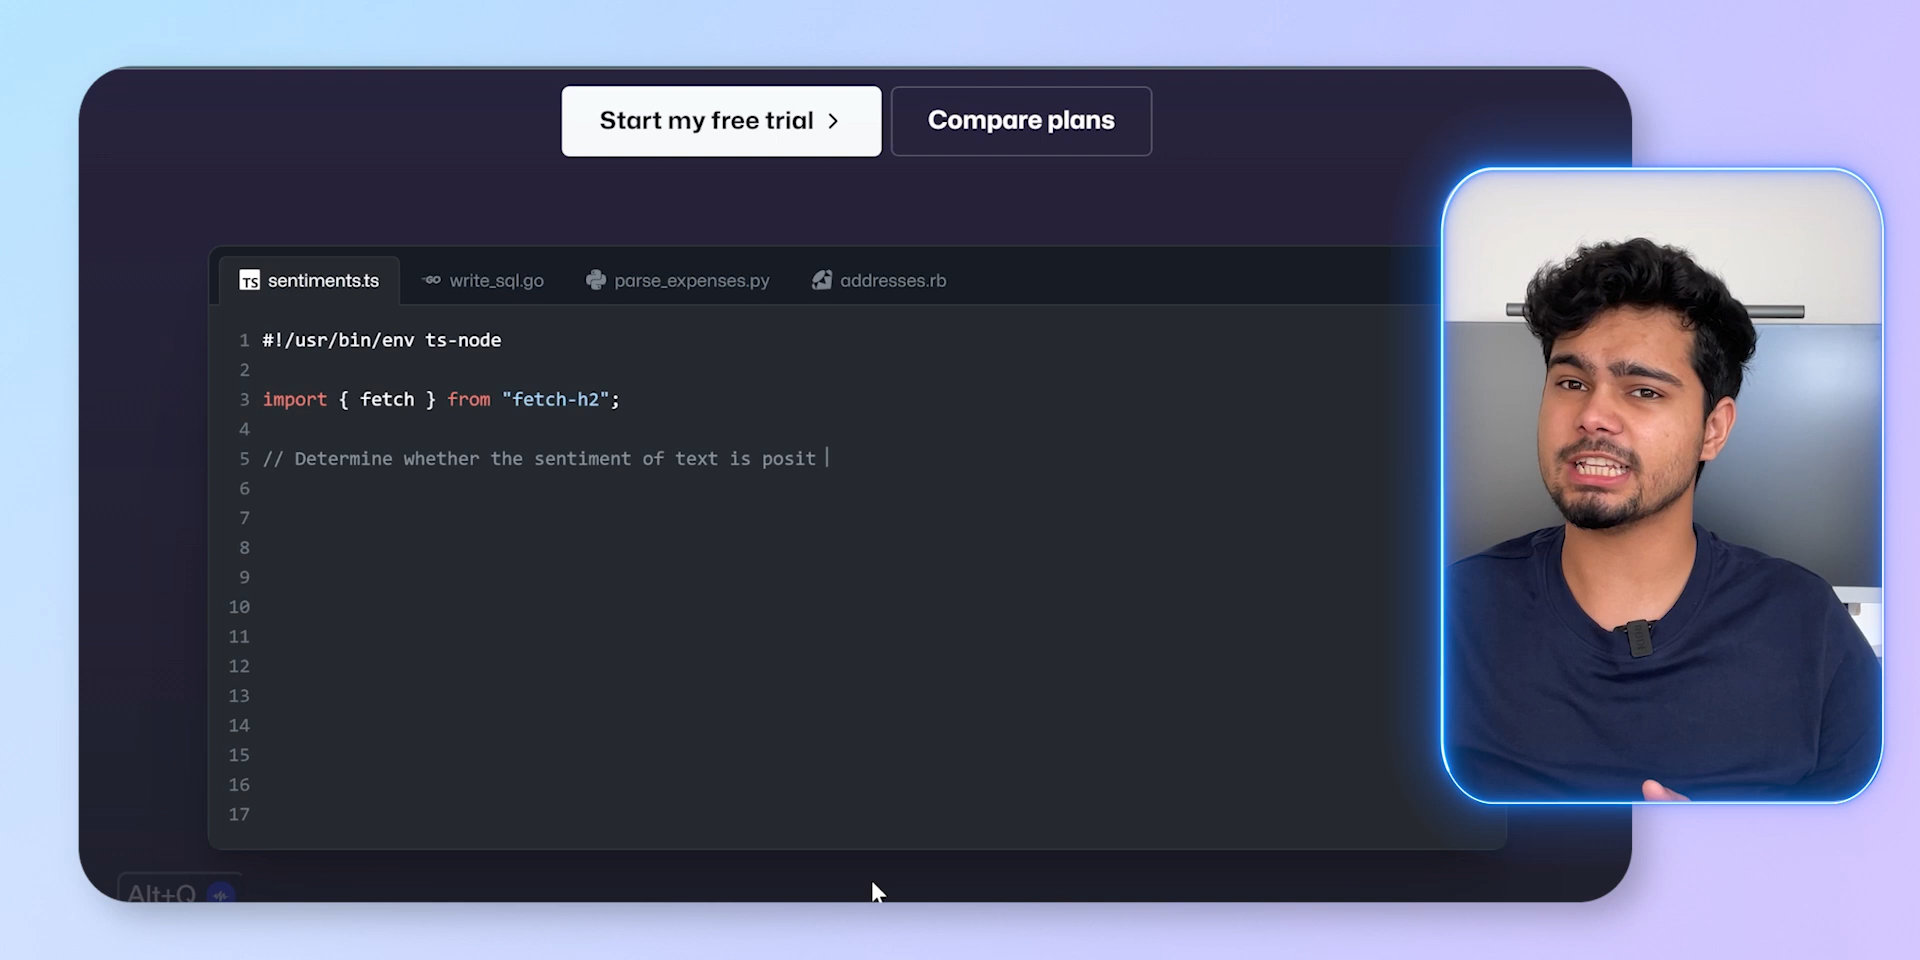 Start my free trial >
Compare plans
TS sentiments.ts
GO write_sql.go
parse_expenses.py
addresses.rb
1 #!/usr/bin/env ts-node
2
3 import { fetch } from "fetch-h2";
4
5 // Determine whether the sentiment of text is posit
6
7
8
9
10
11
12
13
14
15
16
17
Alt+Q